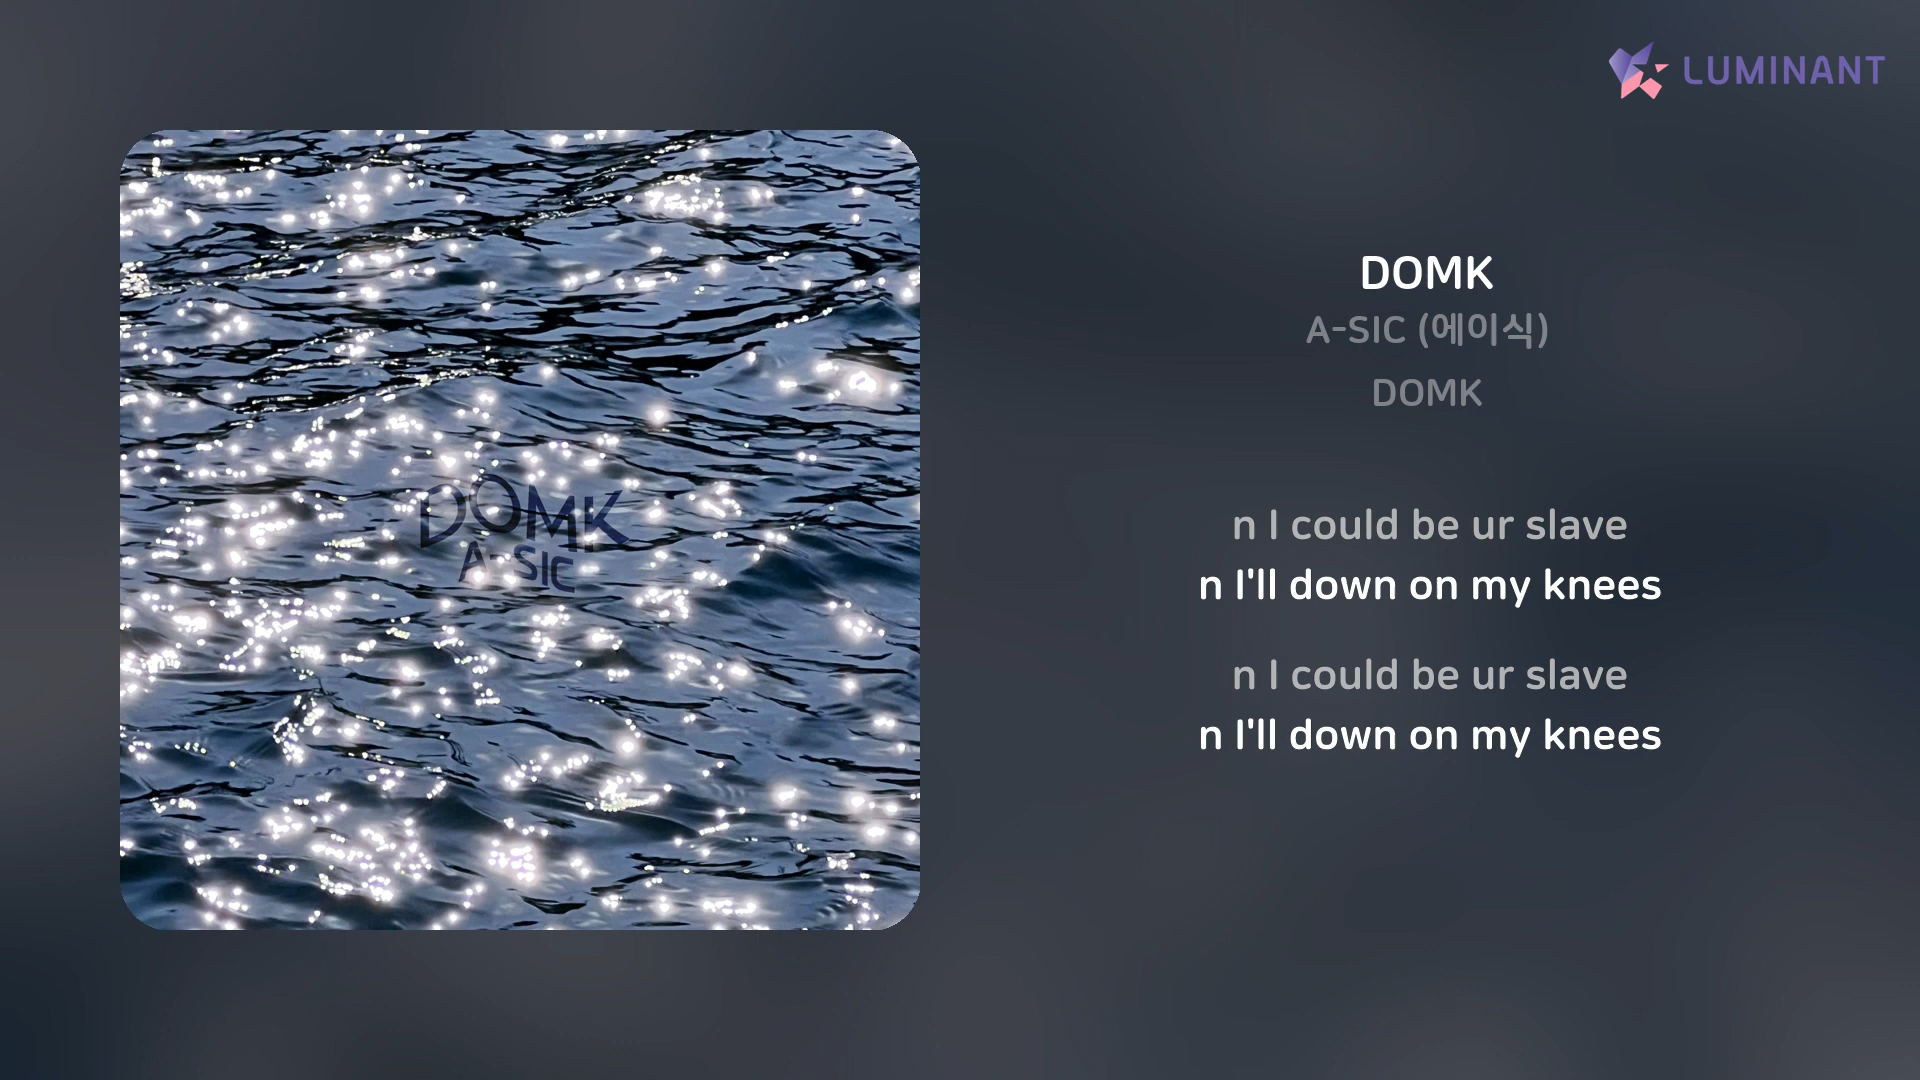 LUMINANT
DOMK
A-SIC
DOMK
A-SIC (에이식)
DOMK
n I could be ur slave
n I'll down on my knees
n I could be ur slave
n I'll down on my knees